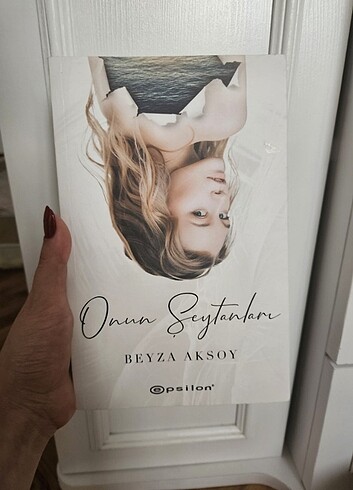 Onun Şeytanları
BEYZA AKSOY
epsilon